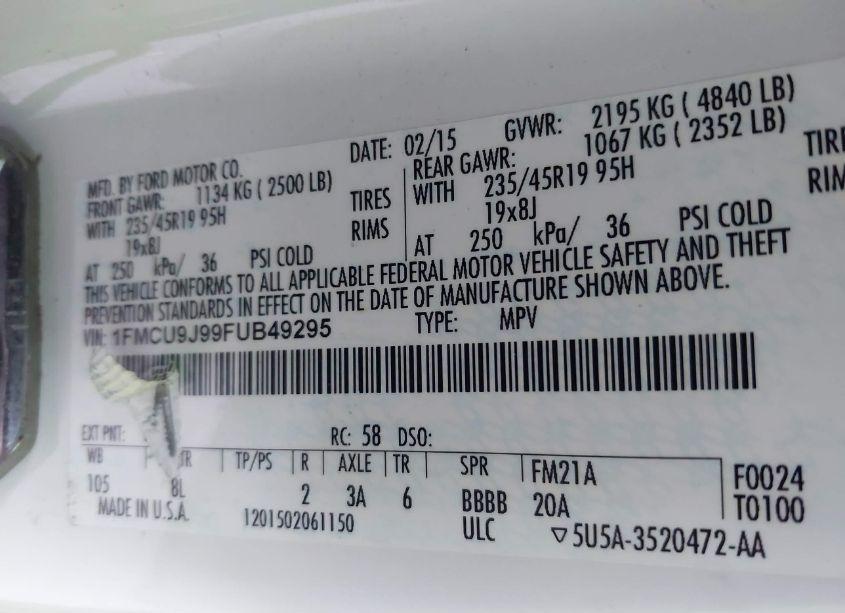 MFD. BY FORD MOTOR CO.
DATE: 02/15 GVWR: 2195 KG ( 4840 LB)
FRONT GAWR: 1134 KG ( 2500 LB)
REAR GAWR: 1067 KG ( 2352 LB)
WITH 235/45R19 95H TIRES
WITH 235/45R19 95H
19x8J RIMS
19x8J
AT 250 kPa/ 36 PSI COLD
AT 250 kPa/ 36 PSI COLD
THIS VEHICLE CONFORMS TO ALL APPLICABLE FEDERAL MOTOR VEHICLE SAFETY AND THEFT
PREVENTION STANDARDS IN EFFECT ON THE DATE OF MANUFACTURE SHOWN ABOVE.
VIN: 1FMCU9J99FUB49295 TYPE: MPV
EXT PNT: RC: 58 DSO:
WB TP/PS R AXLE TR SPR FM21A F0024
105 8L 2 3A 6 BBBB 20A T0100
MADE IN U.S.A. 1201502061150 ULC ▽5U5A-3520472-AA